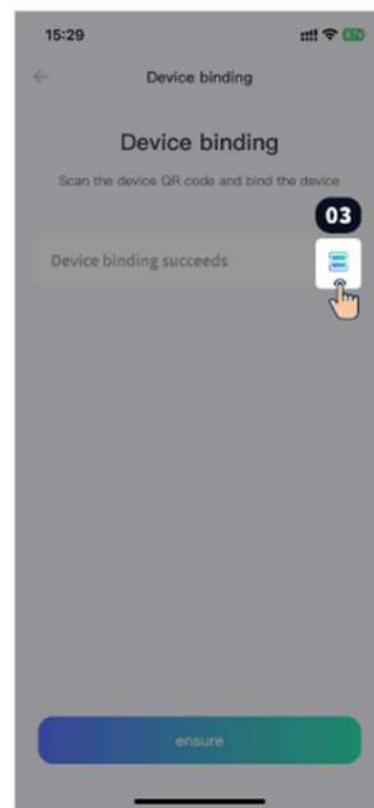 15:29
Device binding
Device binding
Scan the device QR code and bind the device
03
Device binding succeeds
ensure